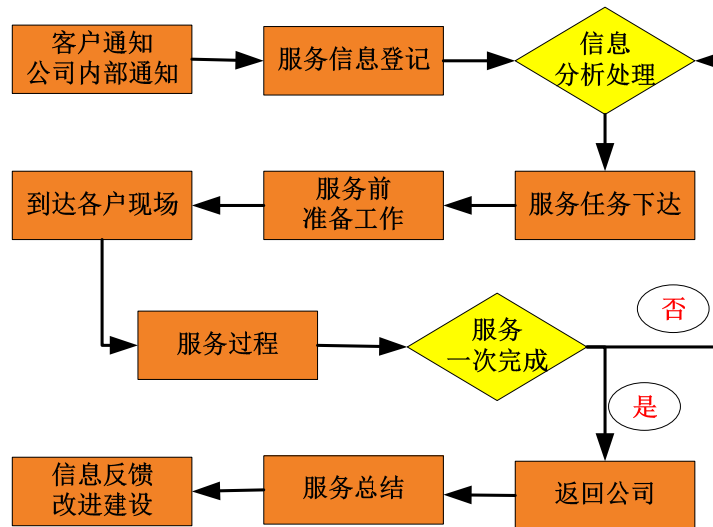 客户通知
公司内部通知
服务信息登记
信息
分析处理
到达各户现场
服务前
准备工作
服务任务下达
否
服务过程
服务
一次完成
是
信息反馈
改进建设
服务总结
返回公司